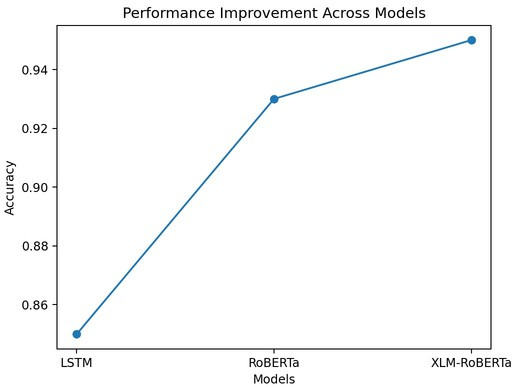 Performance Improvement Across Models
0.94
0.92
0.90
0.88
0.86
Accuracy
LSTM
RoBERTa
XLM-RoBERTa
Models